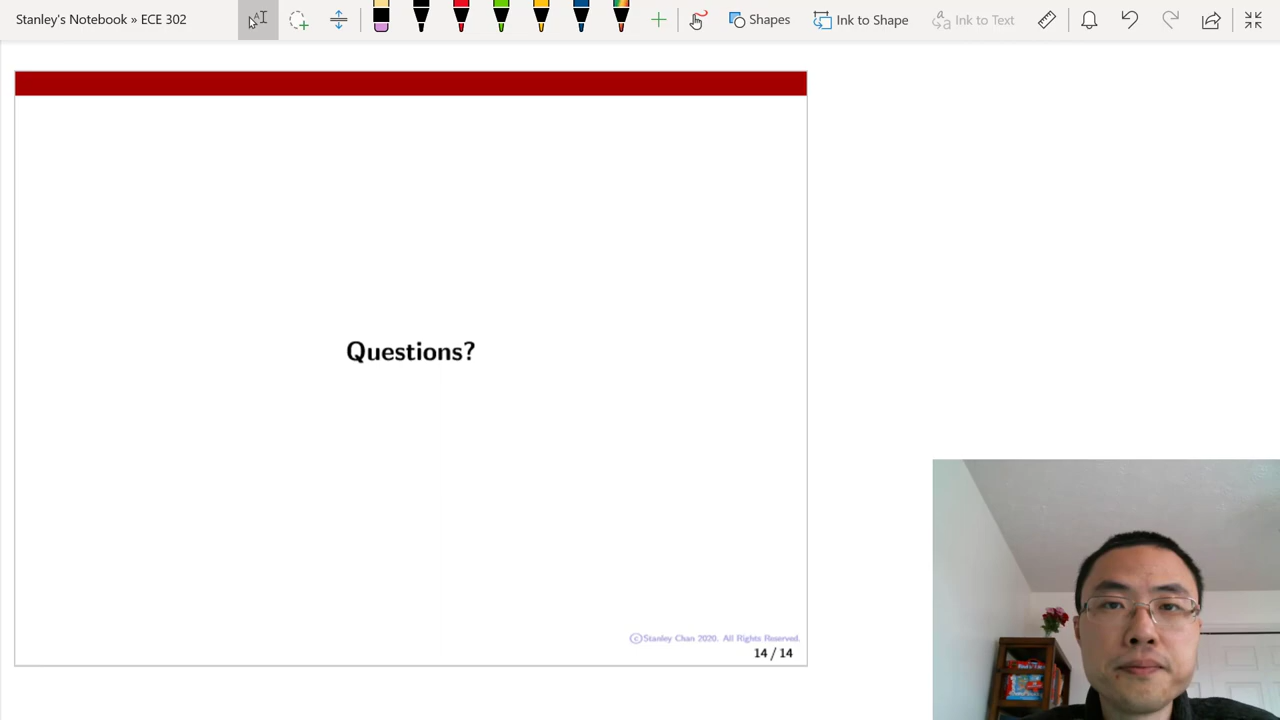 Stanley's Notebook » ECE 302
Shapes
Ink to Shape
Ink to Text
Questions?
©Stanley Chan 2020. All Rights Reserved.
14 / 14